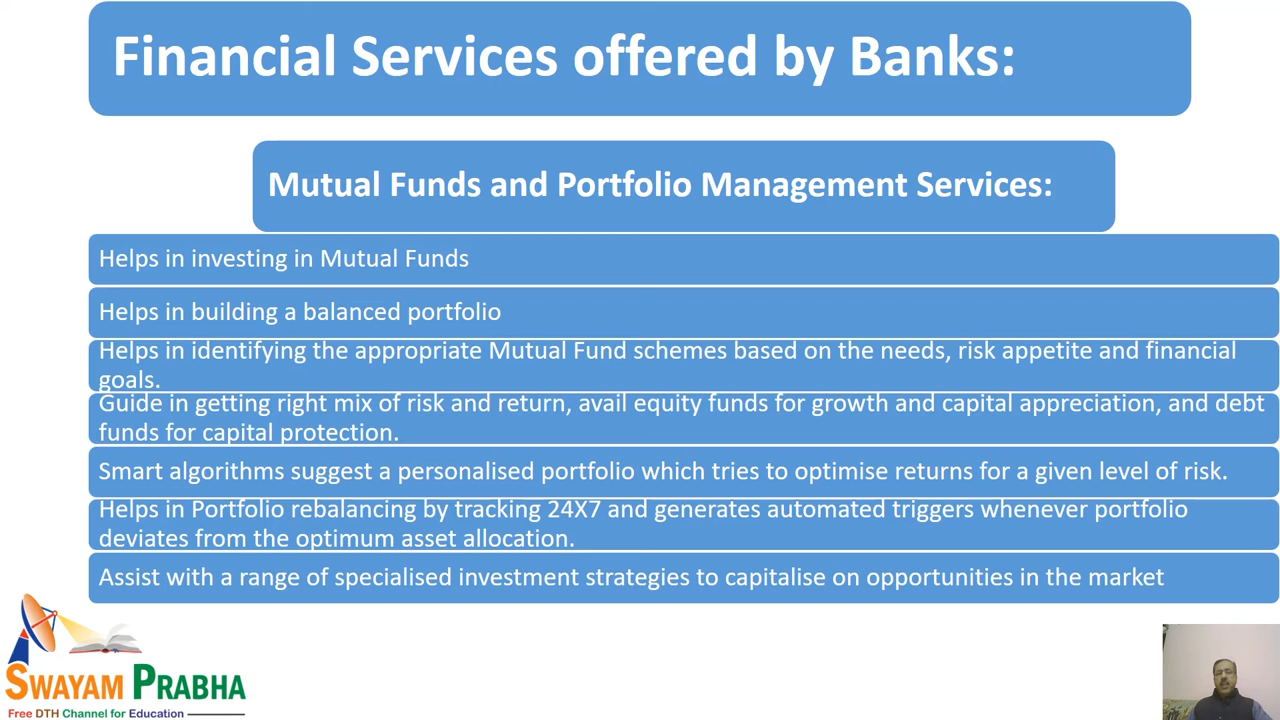 Financial Services offered by Banks:
Mutual Funds and Portfolio Management Services:
Helps in investing in Mutual Funds
Helps in building a balanced portfolio
Helps in identifying the appropriate Mutual Fund schemes based on the needs, risk appetite and financial
goals.
Guide in getting right mix of risk and return, avail equity funds for growth and capital appreciation, and debt
funds for capital protection.
Smart algorithms suggest a personalised portfolio which tries to optimise returns for a given level of risk.
Helps in Portfolio rebalancing by tracking 24X7 and generates automated triggers whenever portfolio
deviates from the optimum asset allocation.
Assist with a range of specialised investment strategies to capitalise on opportunities in the market
SWAYAM PRABHA
Free DTH Channel for Education